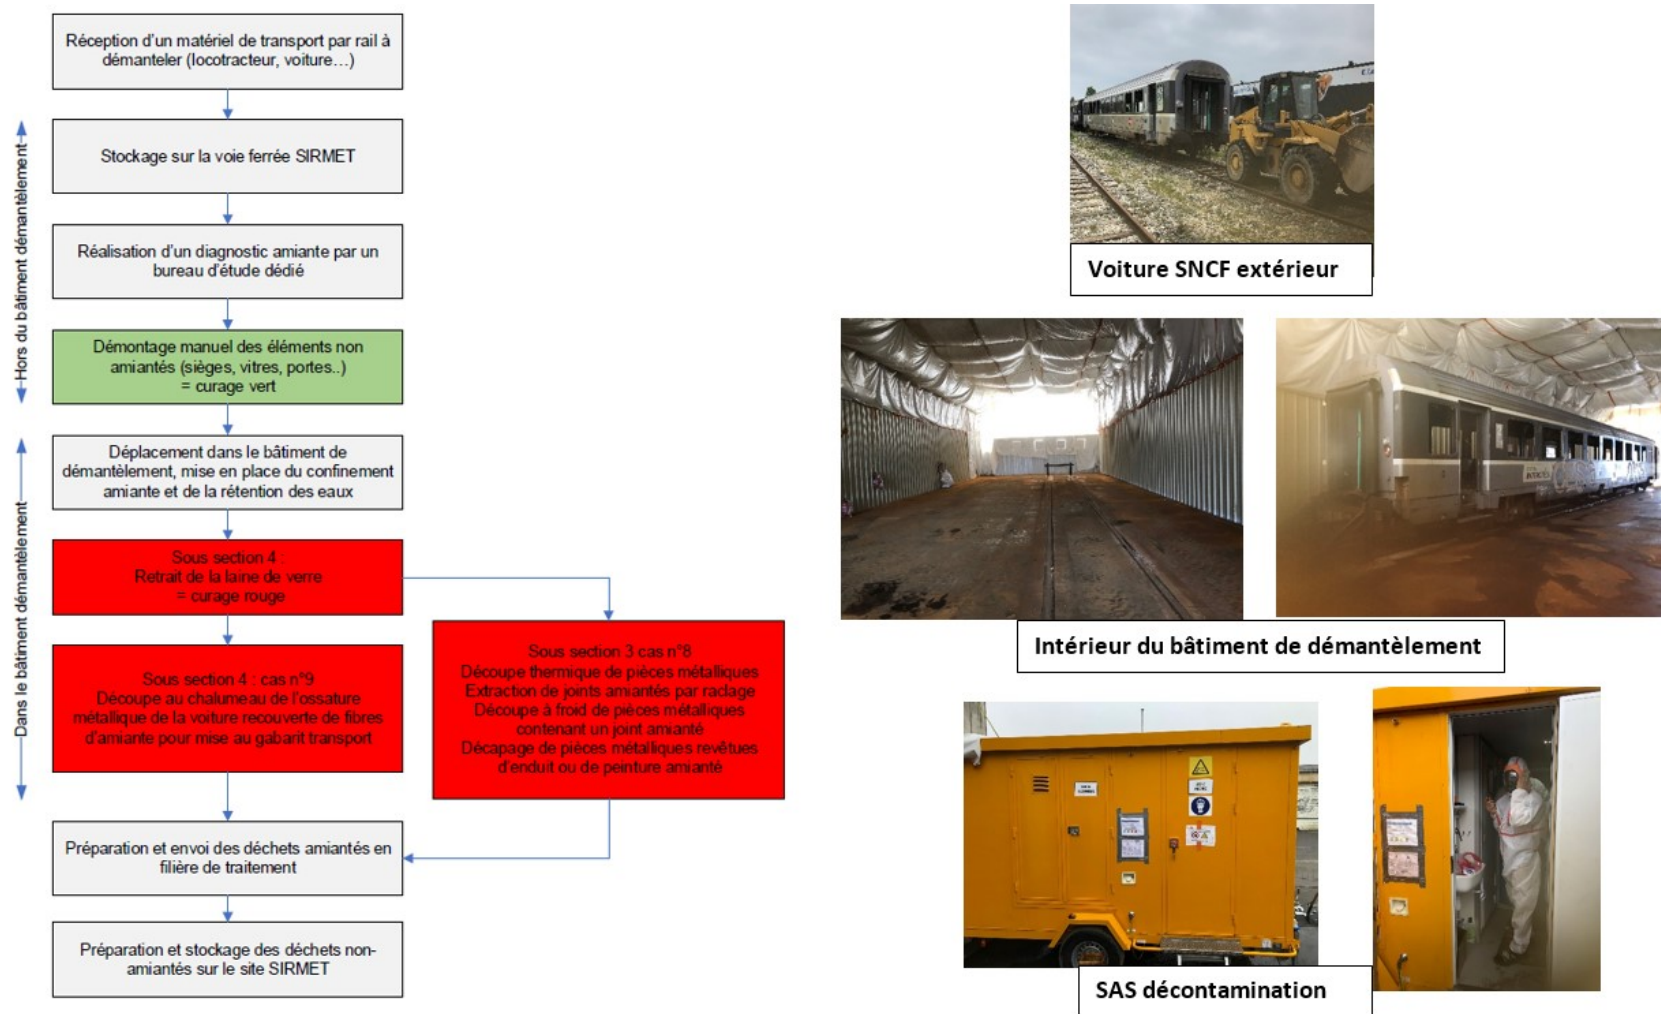 Réception d'un matériel de transport par rail à
démanteler (locotracteur, voiture…)
Hors du bâtiment démantèlement
Stockage sur la voie ferrée SIRMET
Réalisation d'un diagnostic amiante par un
bureau d'étude dédié
Démontage manuel des éléments non
amiantés (sièges, vitres, portes..)
= curage vert
Dans le bâtiment démantèlement
Déplacement dans le bâtiment de
démantèlement, mise en place du confinement
amiante et de la rétention des eaux
Sous section 4 :
Retrait de la laine de verre
= curage rouge
Sous section 4 : cas n°9
Découpe au chalumeau de l'ossature
métallique de la voiture recouverte de fibres
d'amiante pour mise au gabarit transport
Sous section 3 cas n°8
Découpe thermique de pièces métalliques
Extraction de joints amiantés par raclage
Découpe à froid de pièces métalliques
contenant un joint amianté
Décapage de pièces métalliques revêtues
d'enduit ou de peinture amianté
Préparation et envoi des déchets amiantés en
filière de traitement
Préparation et stockage des déchets non-
amiantés sur le site SIRMET
Voiture SNCF extérieur
Intérieur du bâtiment de démantèlement
SAS décontamination